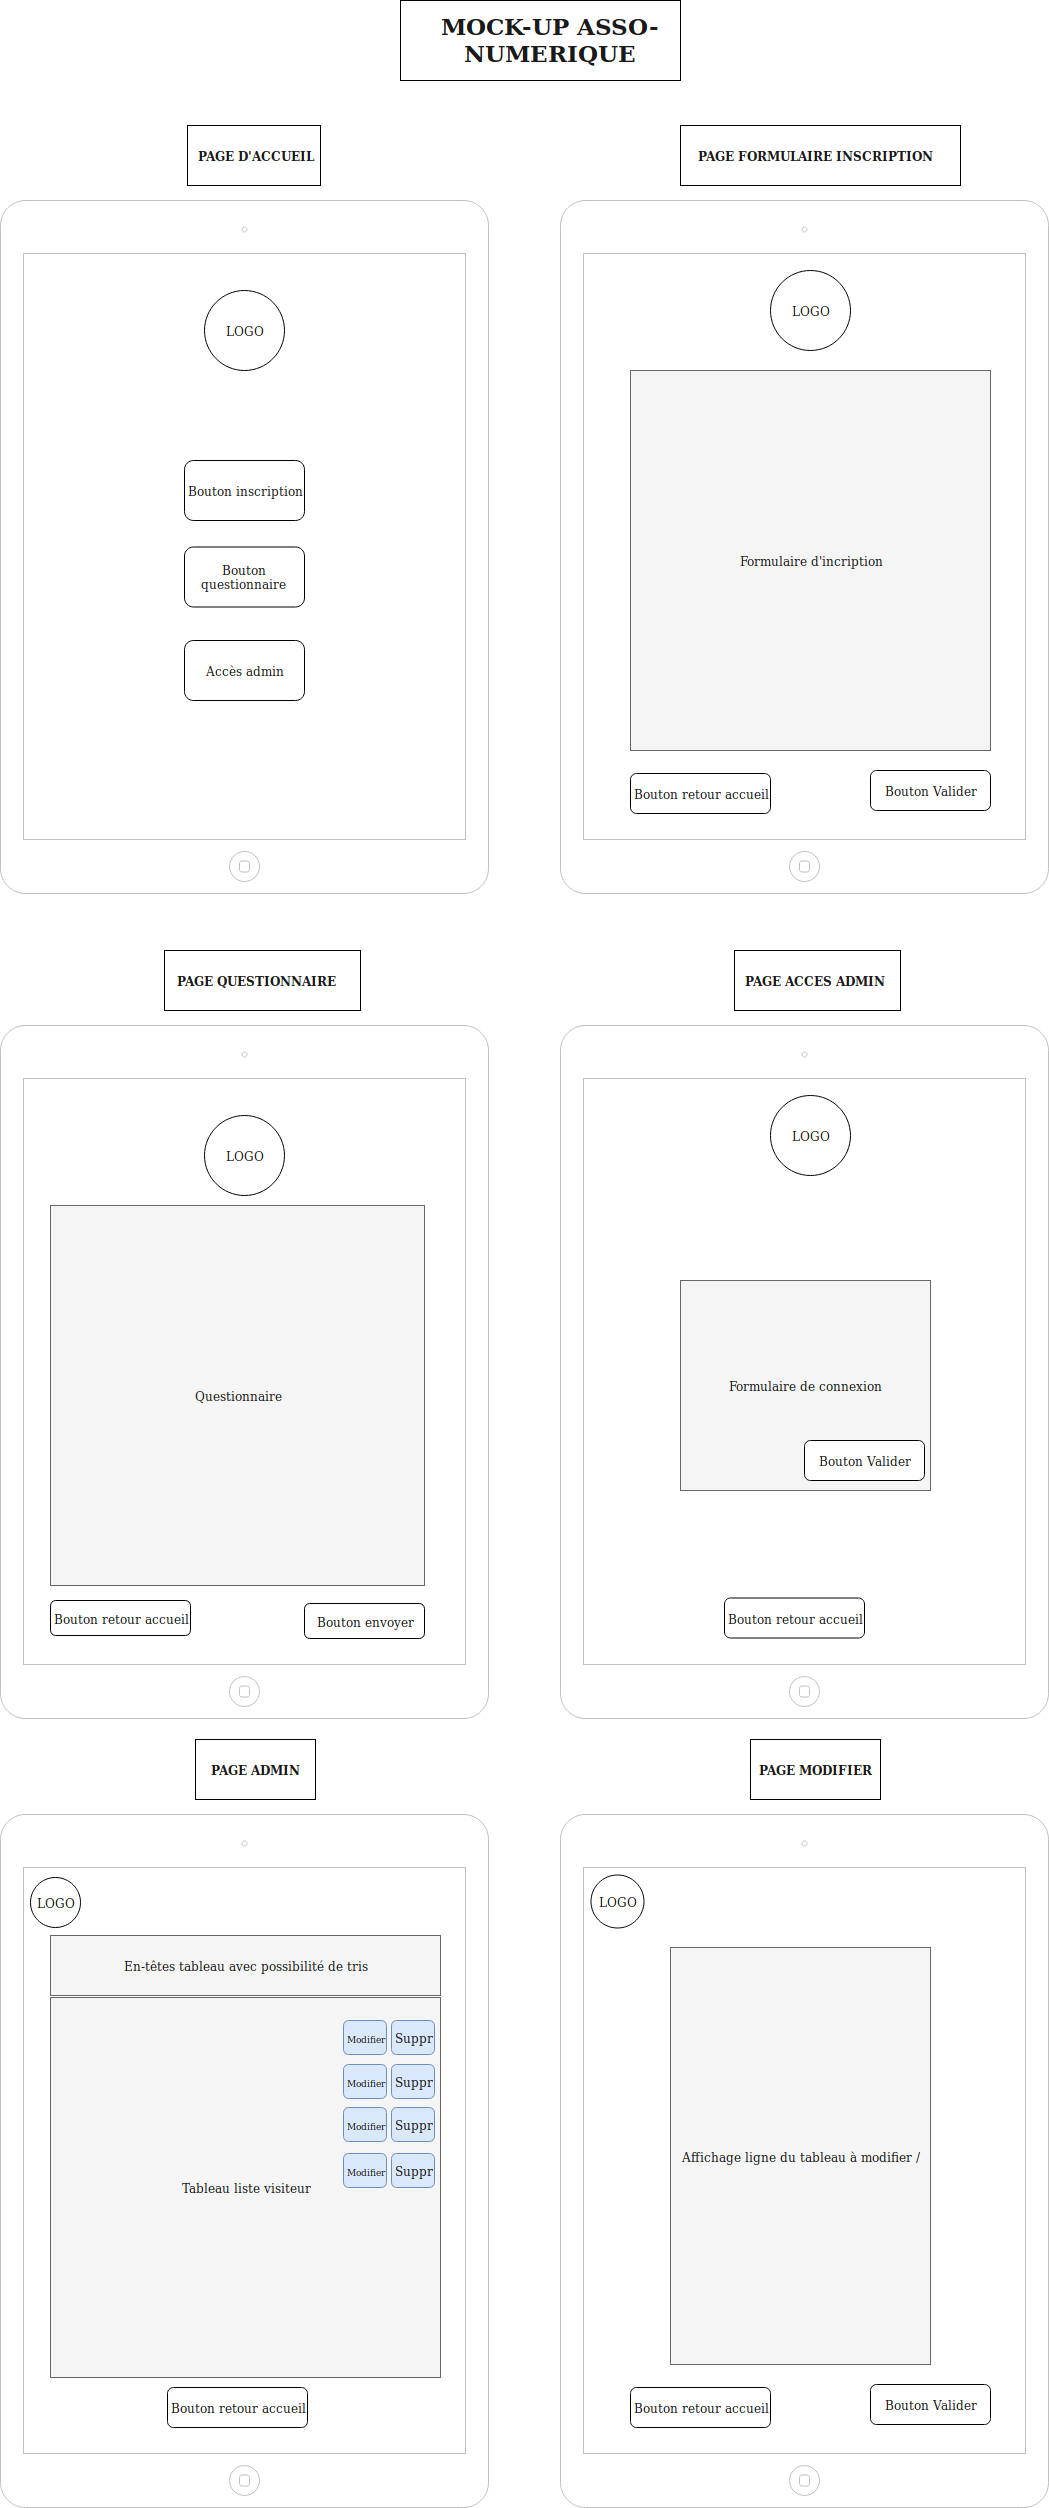 MOCK-UP ASSO-
NUMERIQUE
PAGE D'ACCUEIL
LOGO
Bouton inscription
Bouton
questionnaire
Accès admin
PAGE FORMULAIRE INSCRIPTION
LOGO
Formulaire d'incription
Bouton retour accueil
Bouton Valider
PAGE QUESTIONNAIRE
LOGO
Questionnaire
Bouton retour accueil
Bouton envoyer
PAGE ACCES ADMIN
LOGO
Formulaire de connexion
Bouton Valider
Bouton retour accueil
PAGE ADMIN
LOGO
En-têtes tableau avec possibilité de tris
Modifier Suppr
Modifier Suppr
Modifier Suppr
Modifier Suppr
Tableau liste visiteur
Bouton retour accueil
PAGE MODIFIER
LOGO
Affichage ligne du tableau à modifier /
Bouton retour accueil
Bouton Valider